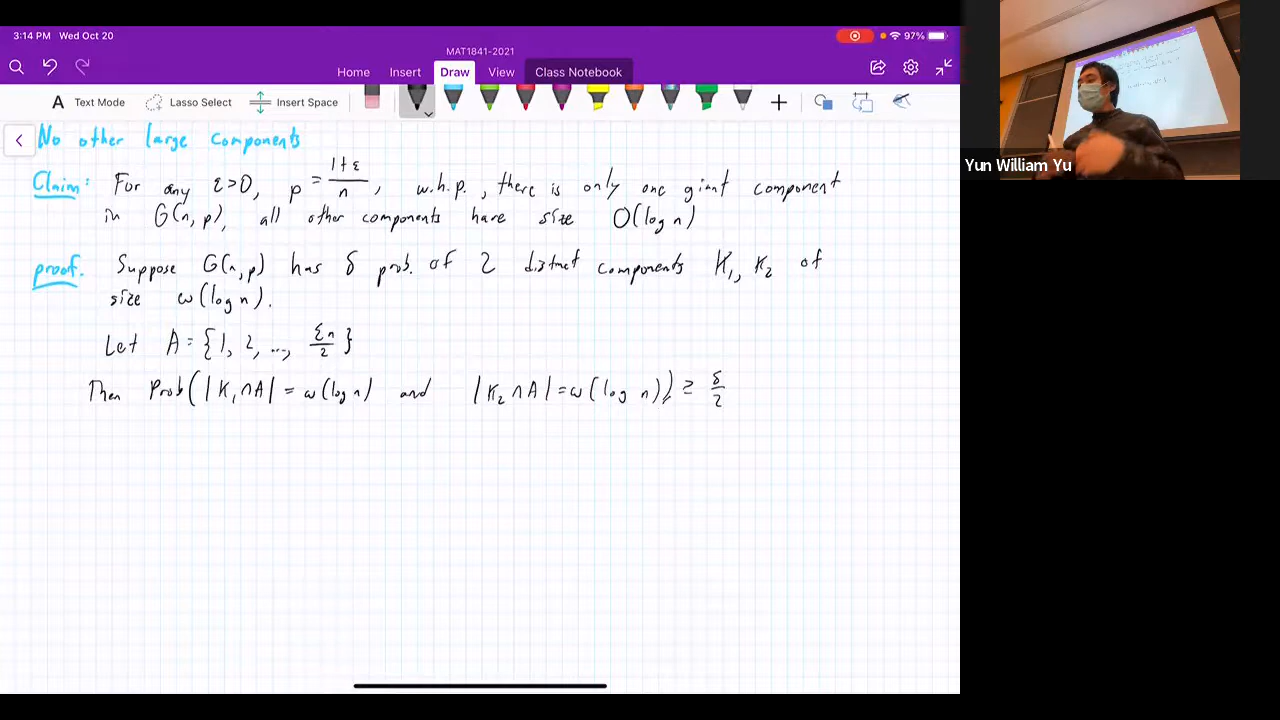 3:14 PM Wed Oct 20
97%
MAT1841-2021
Home Insert Draw View Class Notebook
A Text Mode Lasso Select Insert Space
No other large components
Claim: For any ε>0, p = 1+ε/n, w.h.p., there is only one giant component
in G(n, p), all other components have size O(log n)
proof. Suppose G(n,p) has δ prob. of 2 distinct components K₁, K₂ of
size ω(log n).
Let A = {1, 2, ..., εn/2}
Then Prob(|K₁∩A| = ω(log n) and |K₂∩A| = ω(log n)) ≥ δ/2
Yun William Yu